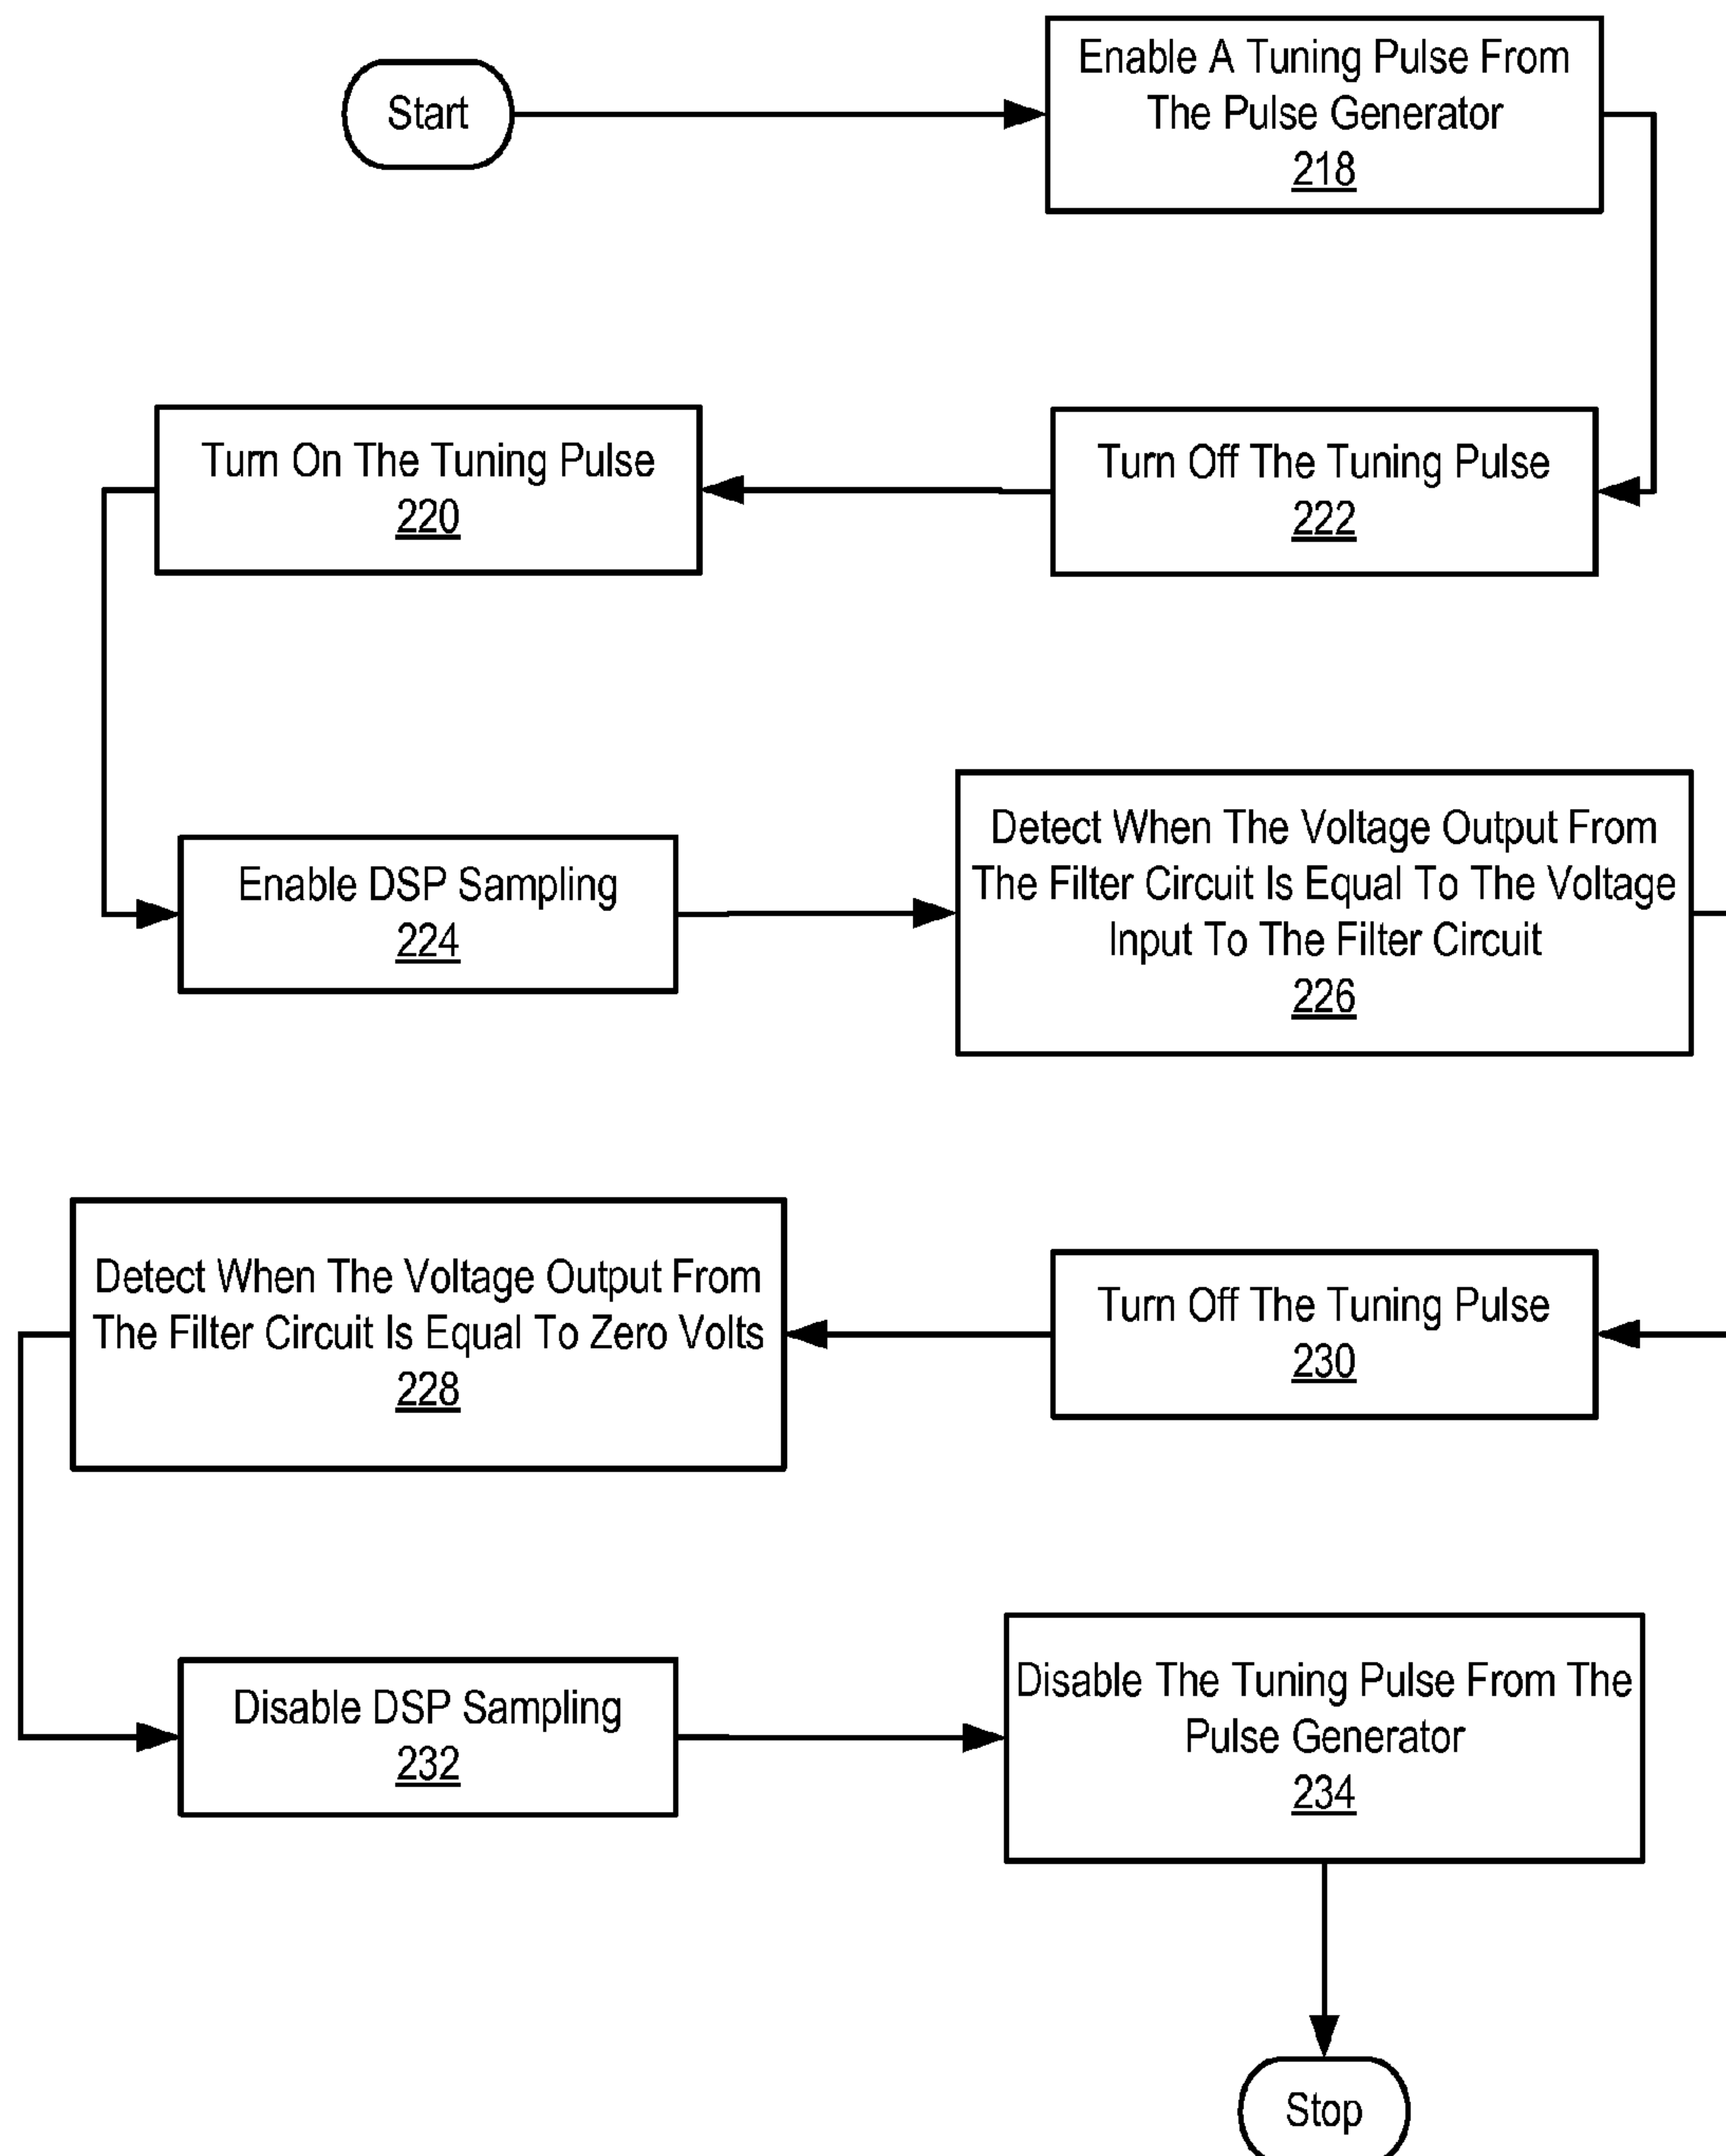 Start
Enable A Tuning Pulse From
The Pulse Generator
218
Turn Off The Tuning Pulse
222
Turn On The Tuning Pulse
220
Enable DSP Sampling
224
Detect When The Voltage Output From
The Filter Circuit Is Equal To The Voltage
Input To The Filter Circuit
226
Turn Off The Tuning Pulse
230
Detect When The Voltage Output From
The Filter Circuit Is Equal To Zero Volts
228
Disable DSP Sampling
232
Disable The Tuning Pulse From The
Pulse Generator
234
Stop